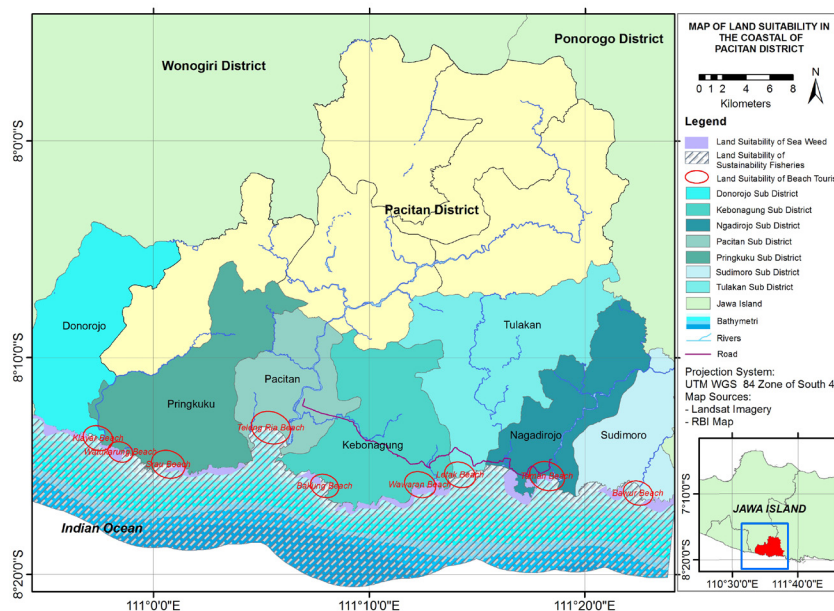 Ponorogo District
Wonogiri District
Pacitan District
Donorojo
Tulakan
Pacitan
Pringkuku
Kebonagung
Nagadirojo
Sudimoro
Klayar Beach
Watukarung Beach
Srau Beach
Teleng Ria Beach
Bakung Beach
Wawaran Beach
Beach
Beach
Bawur Beach
Indian Ocean
8°0'0"S
8°10'0"S
8°20'0"S
111°0'0"E
111°10'0"E
111°20'0"E
MAP OF LAND SUITABILITY IN
THE COASTAL OF
PACITAN DISTRICT
N
0 1 2 4 6 8
Kilometers
Legend
Land Suitability of Sea Weed
Land Suitability of
Sustainability Fisheries
Land Suitability of Beach Touris
Donorojo Sub District
Kebonagung Sub District
Ngadirojo Sub District
Pacitan Sub District
Pringkuku Sub District
Sudimoro Sub District
Tulakan Sub District
Jawa Island
Bathymetri
Rivers
Road
Projection System:
UTM WGS 84 Zone of South 4
Map Sources:
- Landsat Imagery
- RBI Map
JAWA ISLAND
7°10'0"S
8°20'0"S
110°30'0"E
111°40'0"E